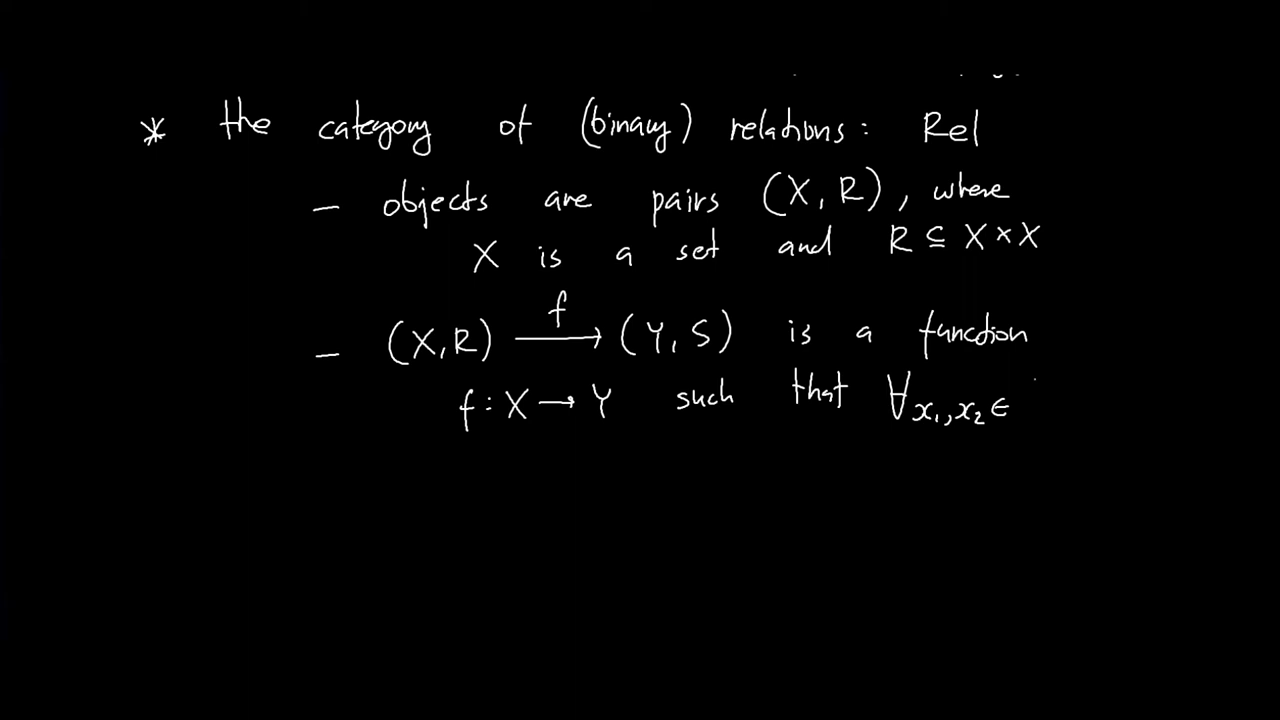 * the category of (binary) relations: Rel
– objects are pairs (X, R), where
X is a set and R ⊆ X × X
– (X, R) —f→ (Y, S) is a function
f : X → Y such that ∀x₁, x₂ ∈